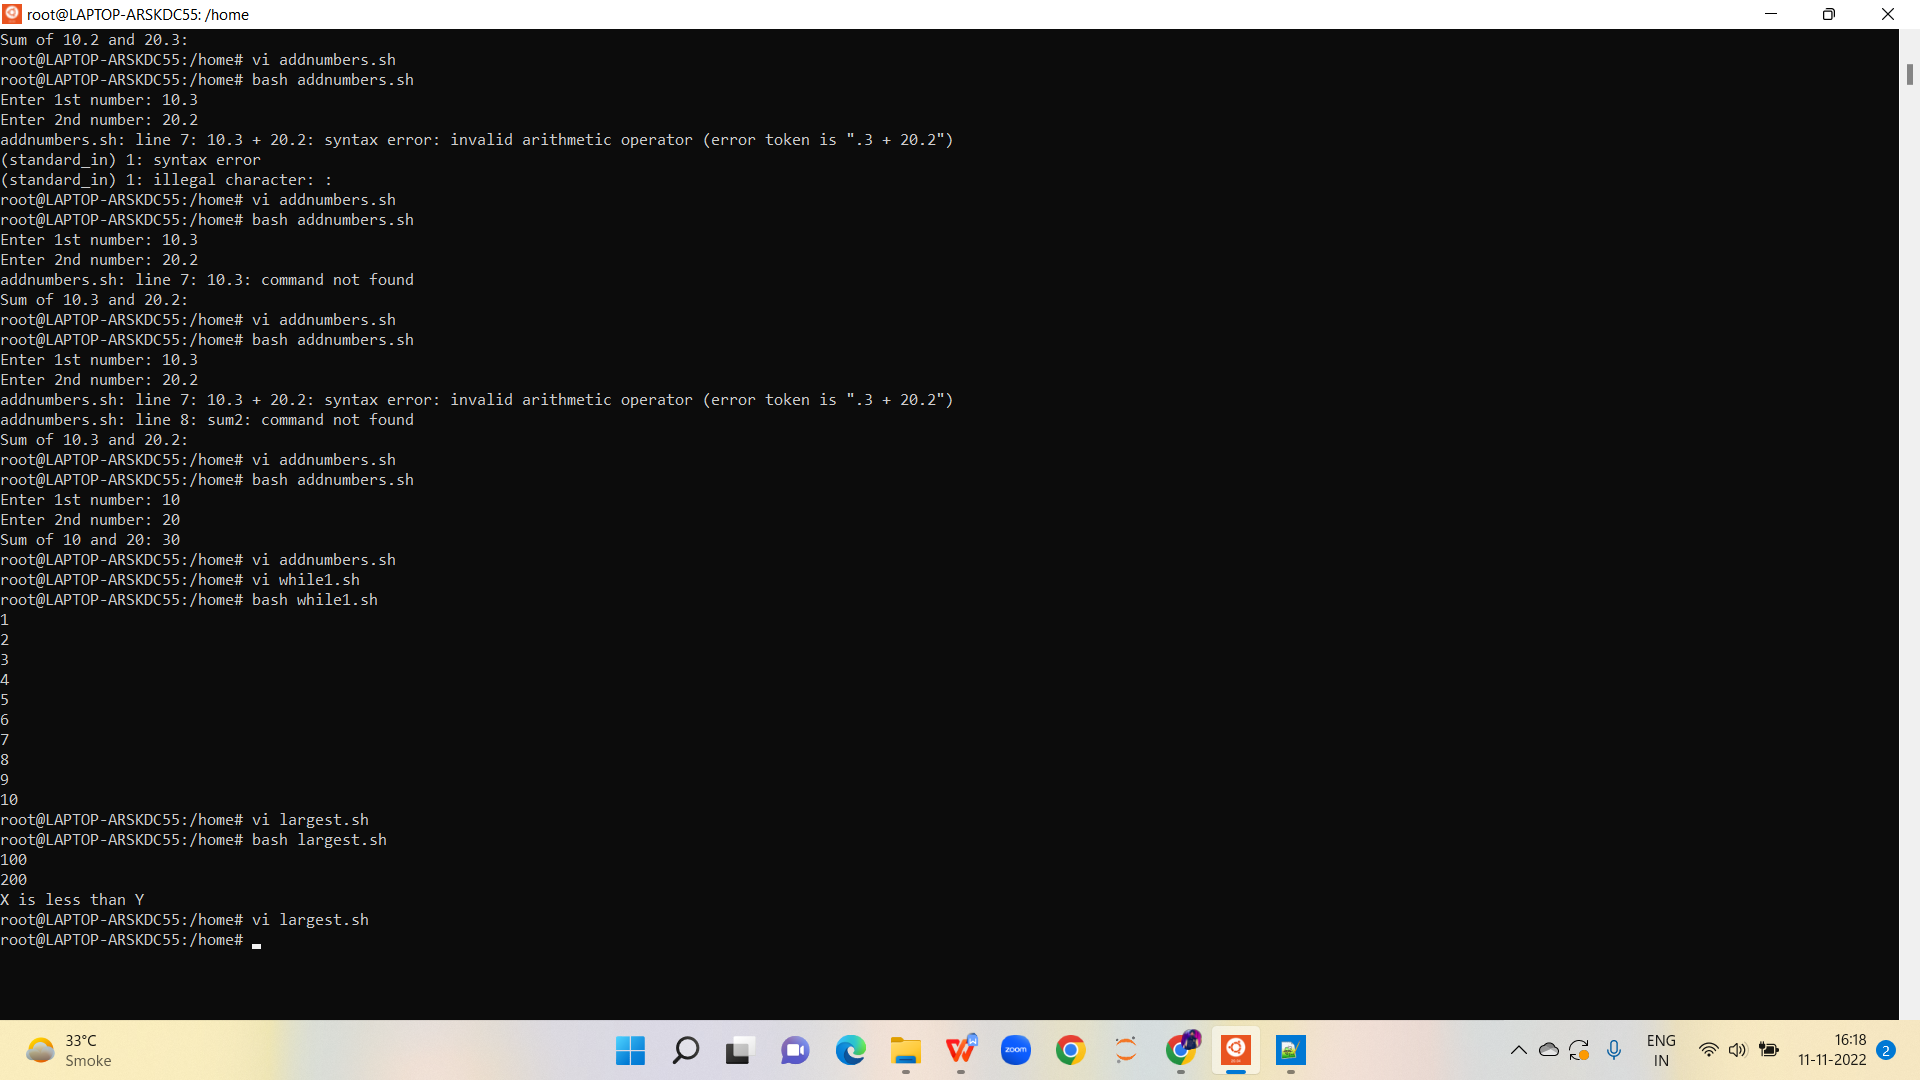 root@LAPTOP-ARSKDC55: /home
Sum of 10.2 and 20.3:
root@LAPTOP-ARSKDC55:/home# vi addnumbers.sh
root@LAPTOP-ARSKDC55:/home# bash addnumbers.sh
Enter 1st number: 10.3
Enter 2nd number: 20.2
addnumbers.sh: line 7: 10.3 + 20.2: syntax error: invalid arithmetic operator (error token is ".3 + 20.2")
(standard_in) 1: syntax error
(standard_in) 1: illegal character: :
root@LAPTOP-ARSKDC55:/home# vi addnumbers.sh
root@LAPTOP-ARSKDC55:/home# bash addnumbers.sh
Enter 1st number: 10.3
Enter 2nd number: 20.2
addnumbers.sh: line 7: 10.3: command not found
Sum of 10.3 and 20.2:
root@LAPTOP-ARSKDC55:/home# vi addnumbers.sh
root@LAPTOP-ARSKDC55:/home# bash addnumbers.sh
Enter 1st number: 10.3
Enter 2nd number: 20.2
addnumbers.sh: line 7: 10.3 + 20.2: syntax error: invalid arithmetic operator (error token is ".3 + 20.2")
addnumbers.sh: line 8: sum2: command not found
Sum of 10.3 and 20.2:
root@LAPTOP-ARSKDC55:/home# vi addnumbers.sh
root@LAPTOP-ARSKDC55:/home# bash addnumbers.sh
Enter 1st number: 10
Enter 2nd number: 20
Sum of 10 and 20: 30
root@LAPTOP-ARSKDC55:/home# vi addnumbers.sh
root@LAPTOP-ARSKDC55:/home# vi while1.sh
root@LAPTOP-ARSKDC55:/home# bash while1.sh
1
2
3
4
5
6
7
8
9
10
root@LAPTOP-ARSKDC55:/home# vi largest.sh
root@LAPTOP-ARSKDC55:/home# bash largest.sh
100
200
X is less than Y
root@LAPTOP-ARSKDC55:/home# vi largest.sh
root@LAPTOP-ARSKDC55:/home#
33°C
Smoke
zoom
ENG
IN
16:18
11-11-2022
2